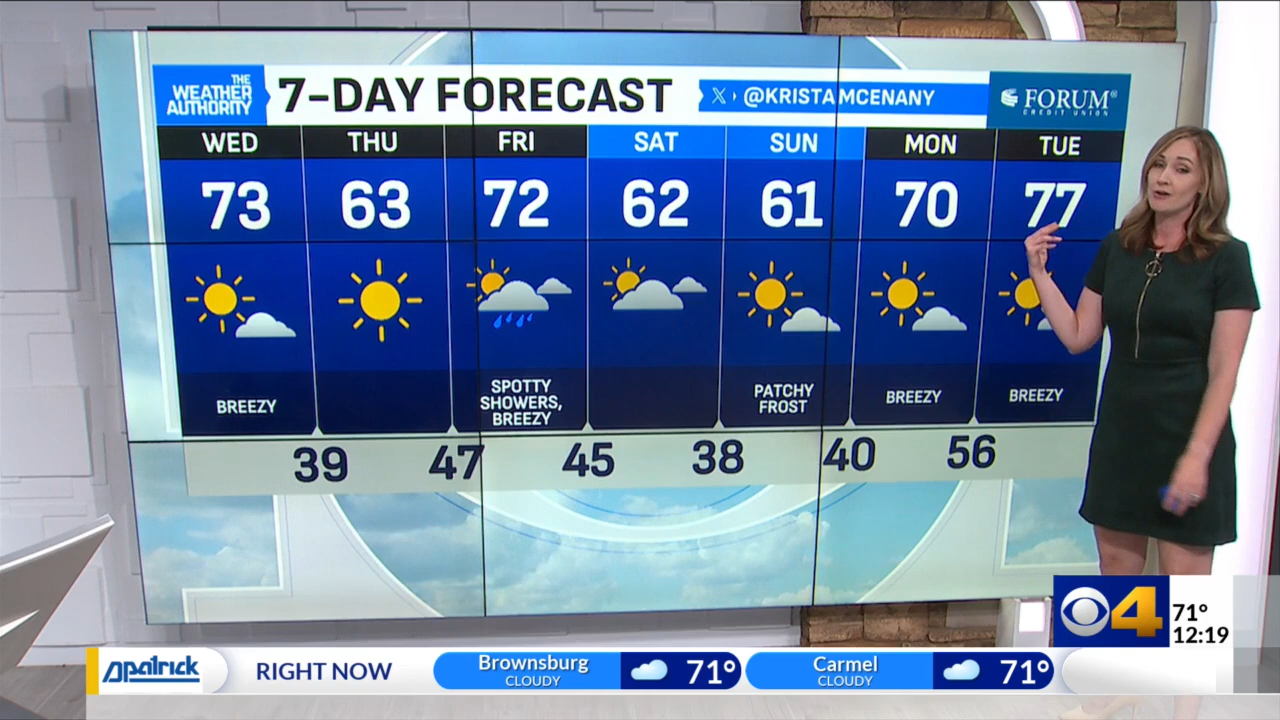 THE
WEATHER
AUTHORITY
7-DAY FORECAST
X @KRISTAMCENANY
FORUM®
CREDIT UNION
WED THU FRI SAT SUN MON TUE
73 63 72 62 61 70 77
BREEZY
SPOTTY
SHOWERS,
BREEZY
PATCHY
FROST
BREEZY
BREEZY
39 47 45 38 40 56
4
71°
12:19
apatrick
RIGHT NOW
Brownsburg
CLOUDY
71°
Carmel
CLOUDY
71°